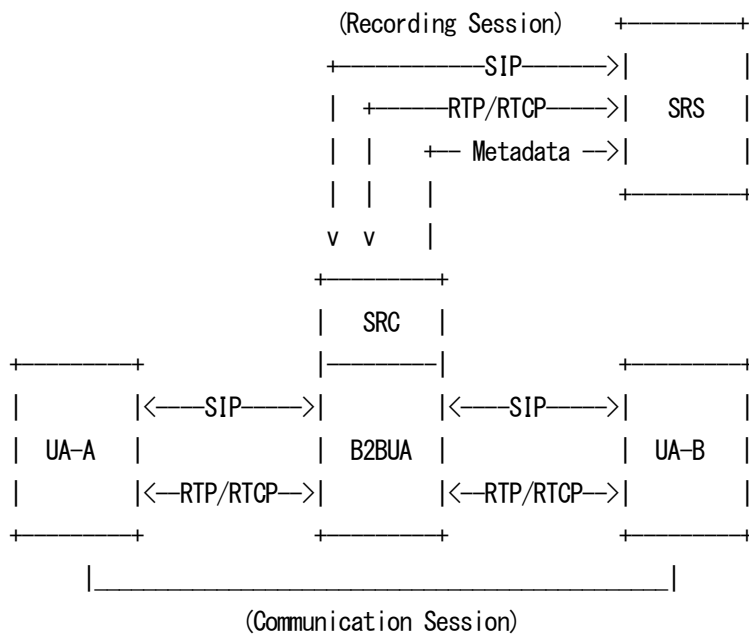 (Recording Session)
SIP
RTP/RTCP
SRS
Metadata
SRC
SIP
SIP
UA-A
B2BUA
UA-B
RTP/RTCP
RTP/RTCP
(Communication Session)